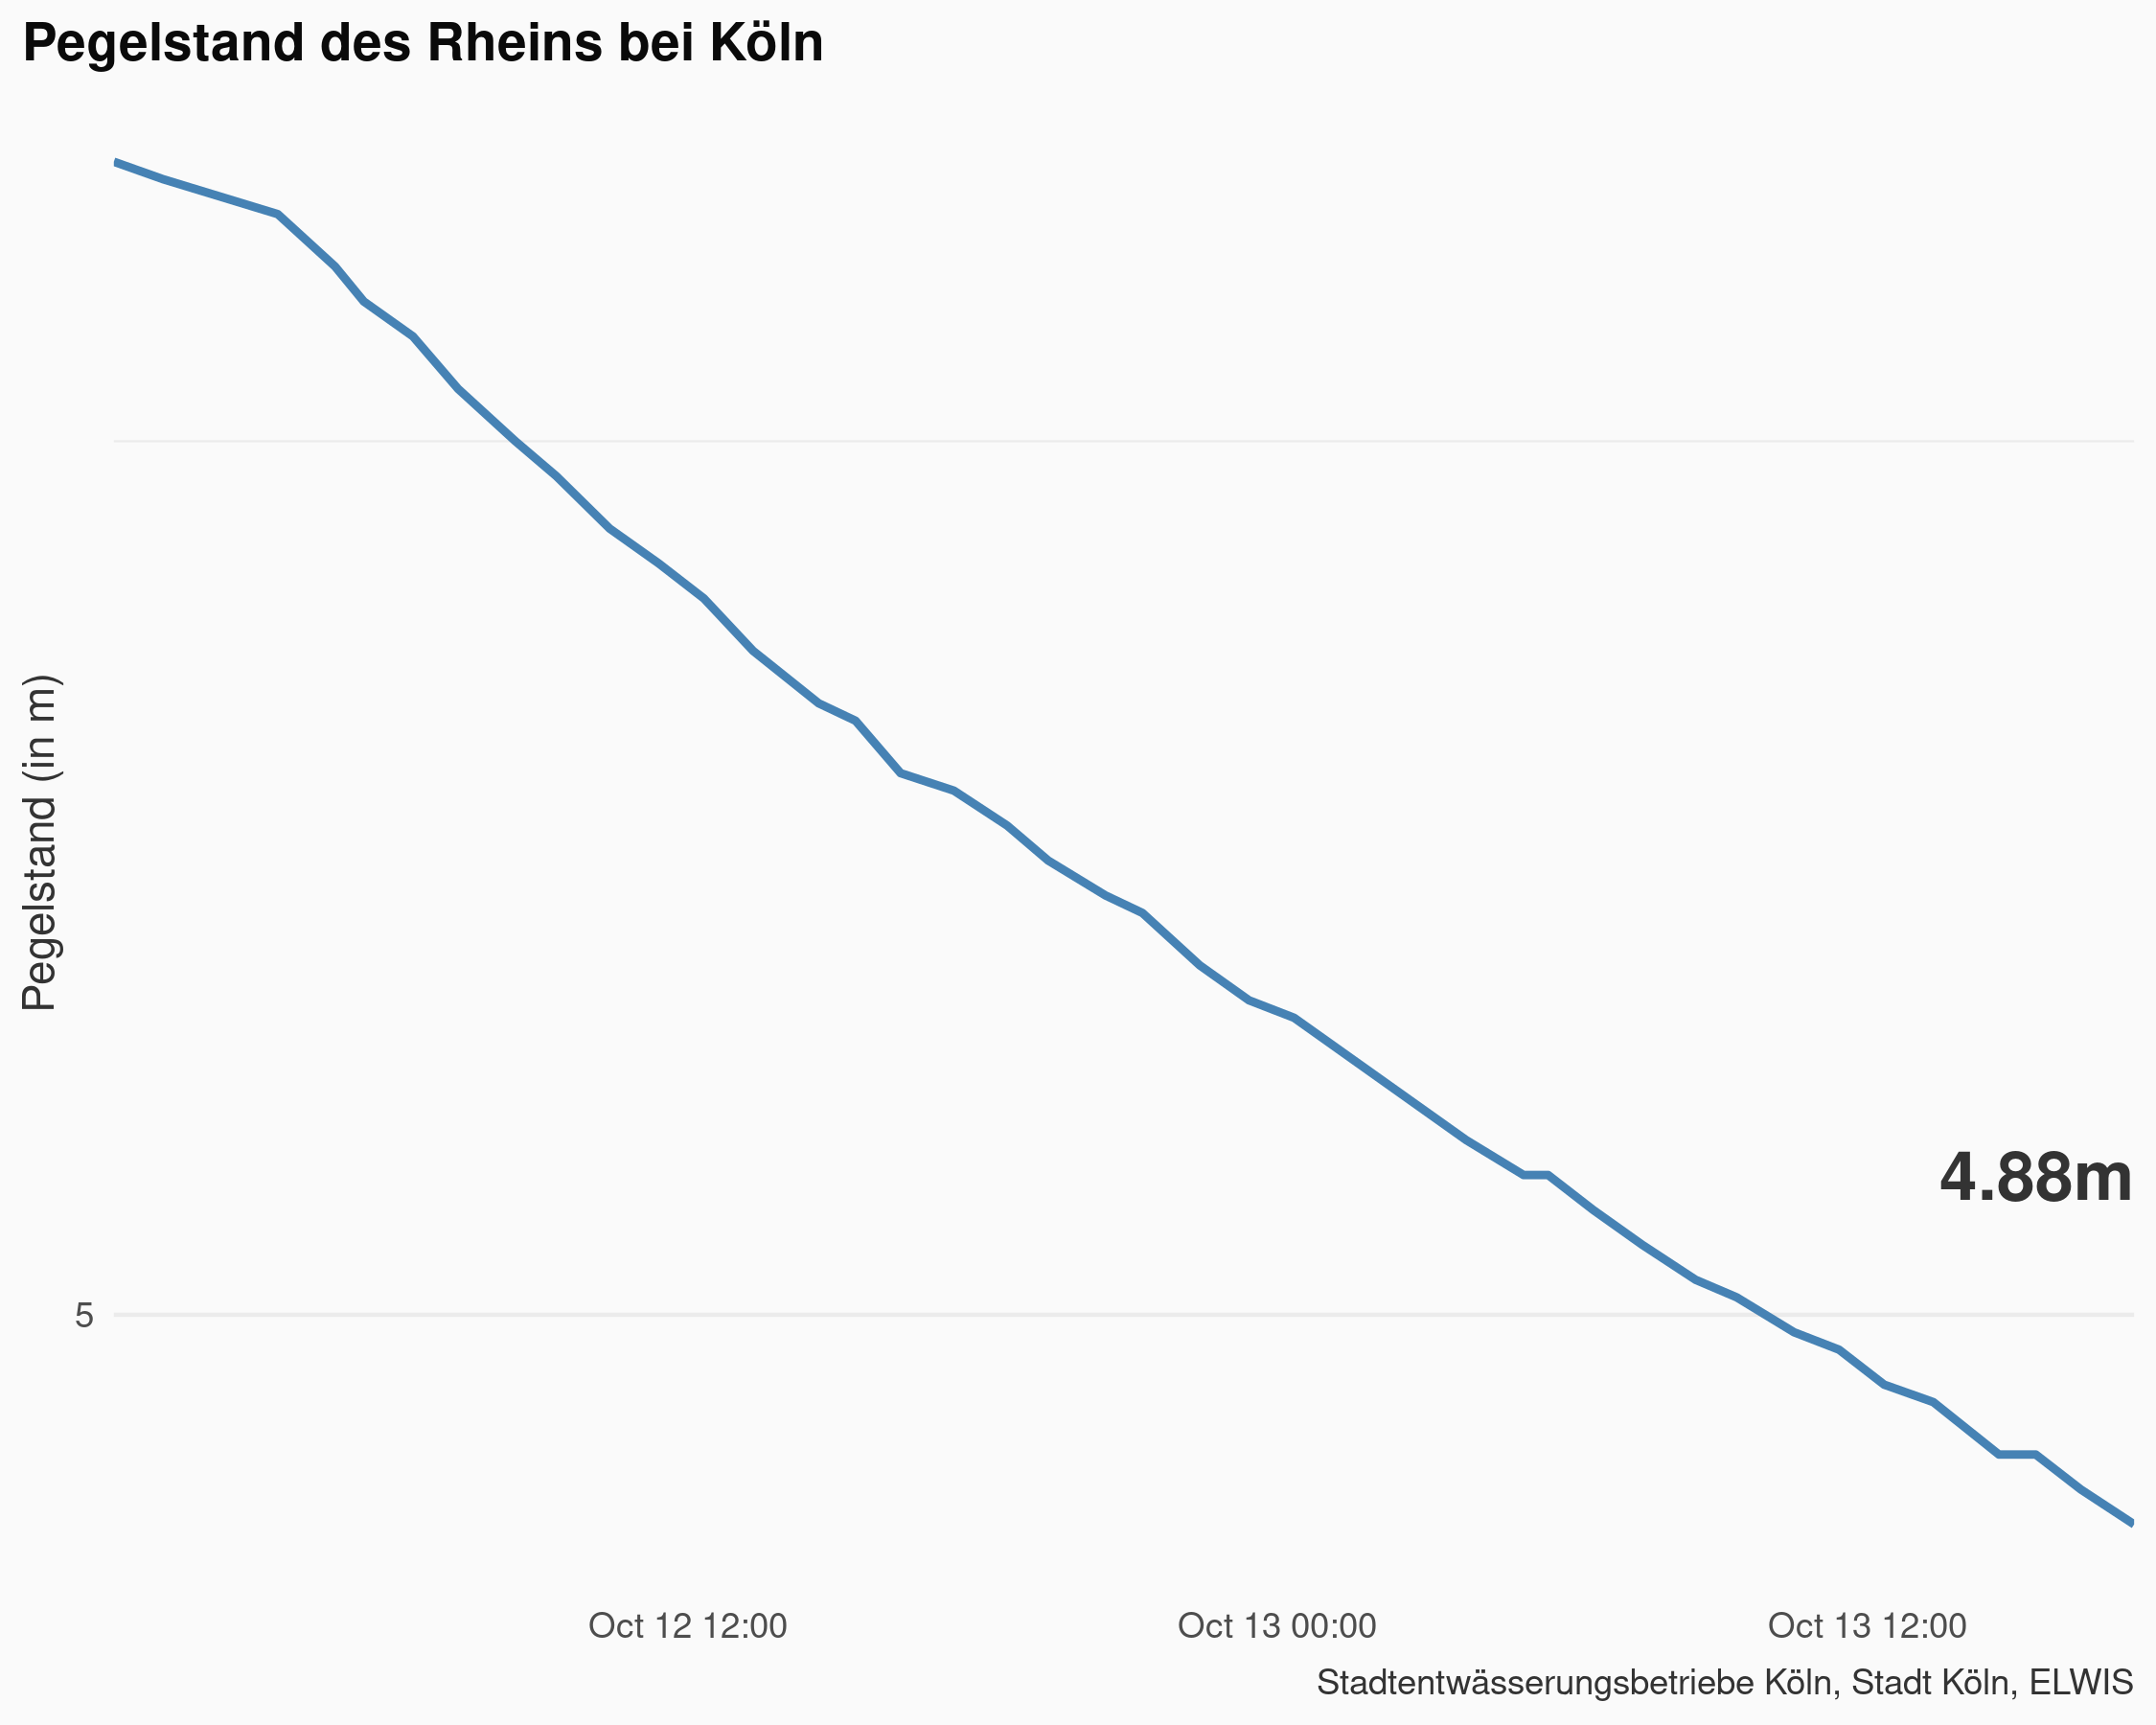 Pegelstand des Rheins bei Köln
Pegelstand (in m)
4.88m
5
Oct 12 12:00
Oct 13 00:00
Oct 13 12:00
Stadtentwässerungsbetriebe Köln, Stadt Köln, ELWIS